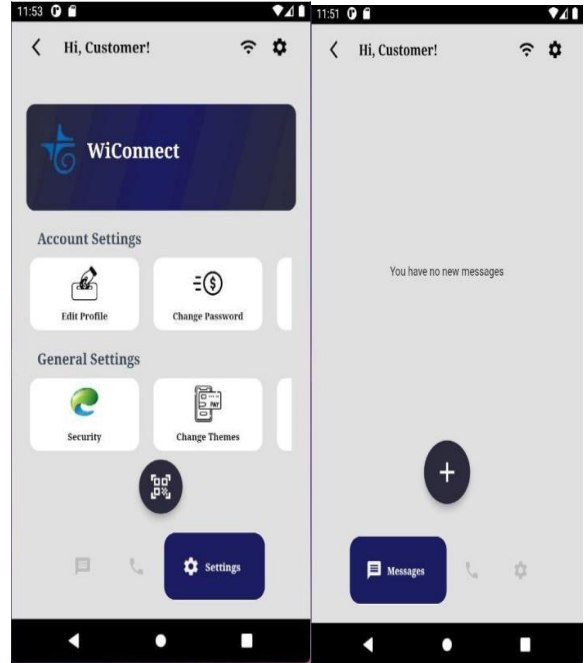 11:53
Hi, Customer!
WiConnect
Account Settings
Edit Profile
Change Password
General Settings
Security
PAY
Change Themes
Settings
11:51
Hi, Customer!
You have no new messages
Messages